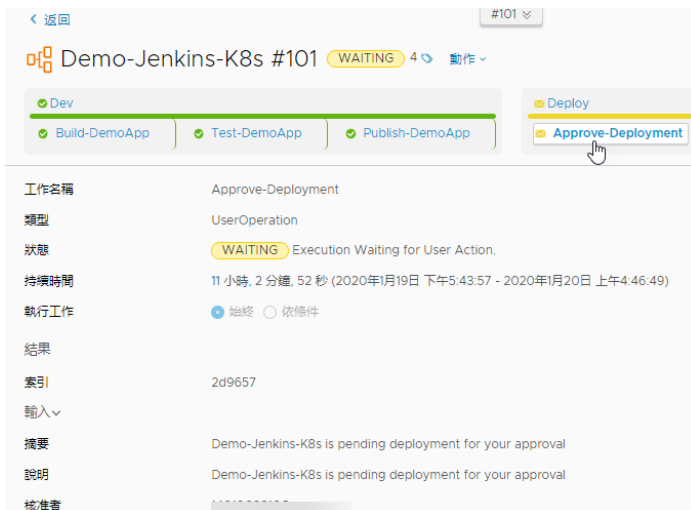 返回
#101
Demo-Jenkins-K8s #101 WAITING 4 動作
Dev
Deploy
Build-DemoApp Test-DemoApp Publish-DemoApp Approve-Deployment
工作名稱 Approve-Deployment
類型 UserOperation
狀態 WAITING Execution Waiting for User Action.
持續時間 11 小時, 2 分鐘, 52 秒 (2020年1月19日 下午5:43:57 - 2020年1月20日 上午4:46:49)
執行工作 始終 依條件
結果
索引 2d9657
輸入
摘要 Demo-Jenkins-K8s is pending deployment for your approval
說明 Demo-Jenkins-K8s is pending deployment for your approval
核准者